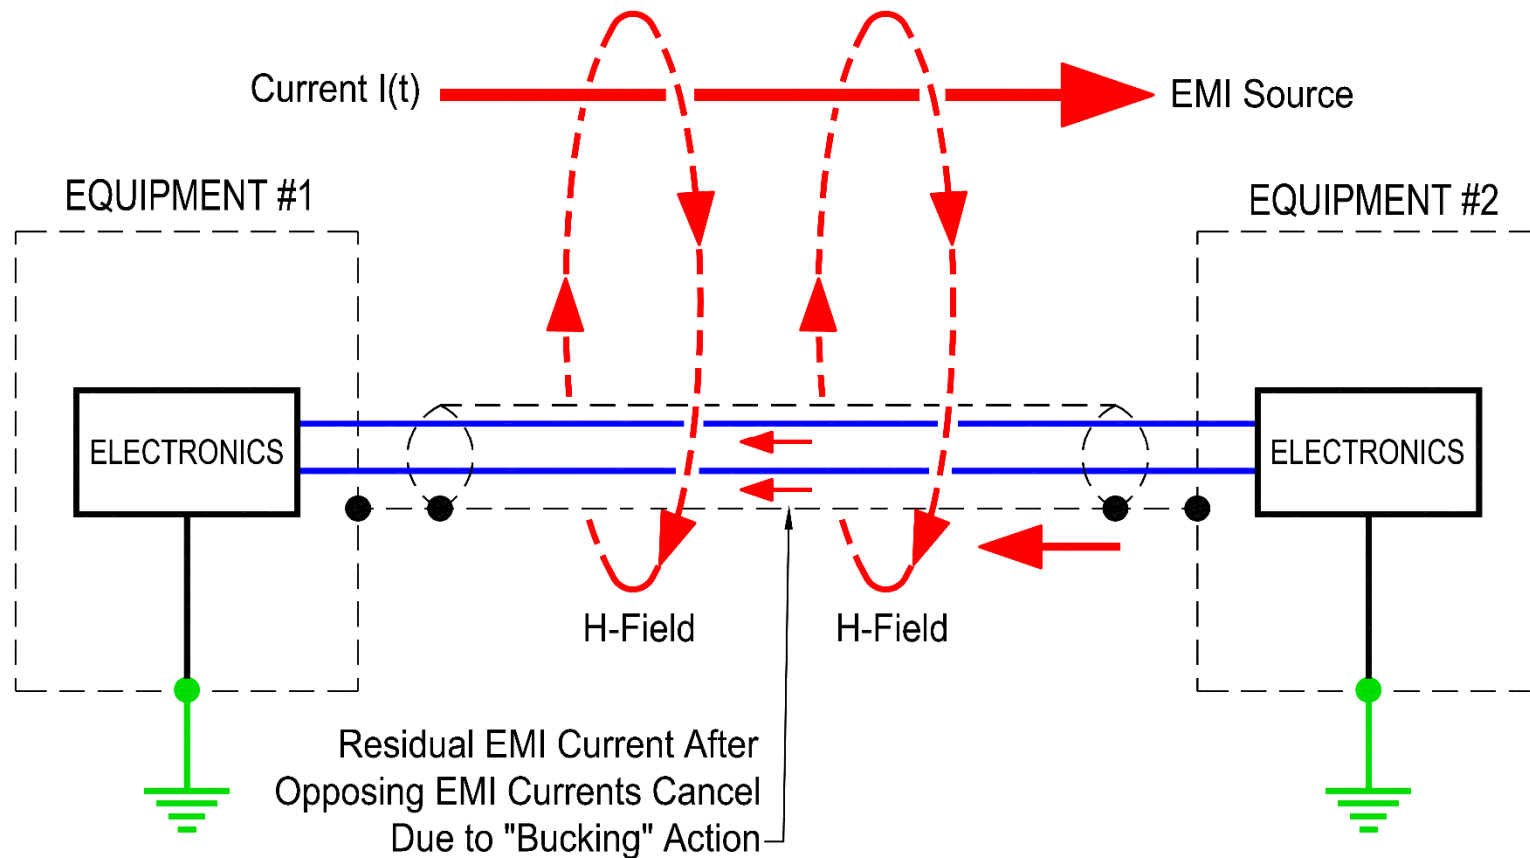 Current I(t)
EMI Source
EQUIPMENT #1
EQUIPMENT #2
ELECTRONICS
ELECTRONICS
H-Field
H-Field
Residual EMI Current After
Opposing EMI Currents Cancel
Due to "Bucking" Action